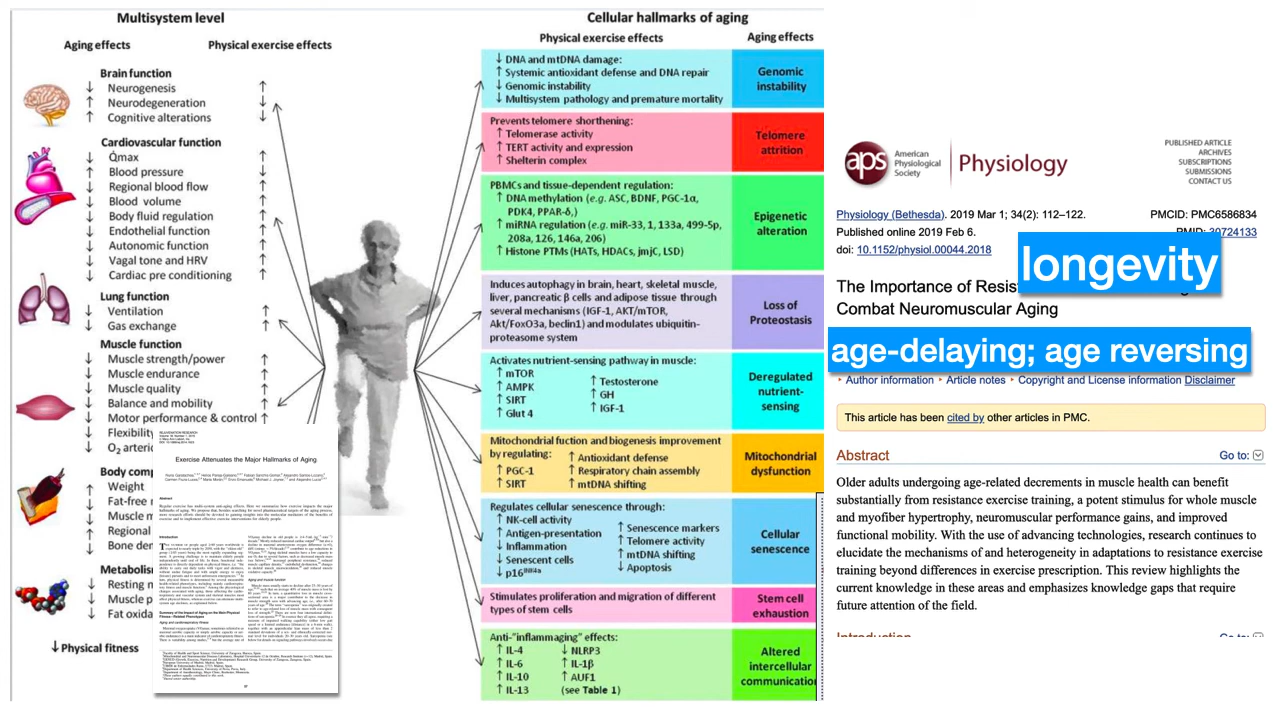 Multisystem level
Aging effects
Physical exercise effects
Brain function
↓ Neurogenesis ↑
↑ Neurodegeneration ↓
↑ Cognitive alterations ↓
Cardiovascular function
↓ Q̇max ↑
↑ Blood pressure ↓
↓ Regional blood flow ↑
↓ Blood volume ↑
↓ Body fluid regulation ↑
↓ Endothelial function ↑
↓ Autonomic function ↑
↓ Vagal tone and HRV ↑
↓ Cardiac pre conditioning ↑
Lung function
↓ Ventilation ↑
↓ Gas exchange ↑
Muscle function
↓ Muscle strength/power ↑
↓ Muscle endurance ↑
↓ Muscle quality ↑
↓ Balance and mobility ↑
↓ Motor performance & control ↑
↓ Flexibility
↓ O₂ arterio
Body comp
↑ Weight
↓ Fat-free
↓ Muscle
↑ Regional
↓ Bone den
Metabolis
↓ Resting
↓ Muscle p
↓ Fat oxida
↓ Physical fitness
Exercise Attenuates the Major Hallmarks of Aging
Abstract
Introduction
Cellular hallmarks of aging
Physical exercise effects
Aging effects
↓ DNA and mtDNA damage:
↑ Systemic antioxidant defense and DNA repair
↓ Genomic instability
↓ Multisystem pathology and premature mortality
Genomic
instability
Prevents telomere shortening:
↑ Telomerase activity
↑ TERT activity and expression
↑ Shelterin complex
Telomere
attrition
PBMCs and tissue-dependent regulation:
↑ DNA methylation (e.g. ASC, BDNF, PGC-1α,
PDK4, PPAR-δ,)
↑ miRNA regulation (e.g. miR-33, 1, 133a, 499-5p,
208a, 126, 146a, 206)
↑ Histone PTMs (HATs, HDACs, jmjC, LSD)
Epigenetic
alteration
Induces autophagy in brain, heart, skeletal muscle,
liver, pancreatic β cells and adipose tissue through
several mechanisms (IGF-1, AKT/mTOR,
Akt/FoxO3a, beclin1) and modulates ubiquitin-
proteasome system
Loss of
Proteostasis
Activates nutrient-sensing pathway in muscle:
↑ mTOR
↑ AMPK
↑ SIRT
↑ Glut 4
↑ Testosterone
↑ GH
↑ IGF-1
Deregulated
nutrient-
sensing
Mitochondrial fuction and biogenesis improvement
by regulating:
↑ PGC-1
↑ SIRT
↑ Antioxidant defense
↑ Respiratory chain assembly
↑ mtDNA shifting
Mitochondrial
dysfunction
Regulates cellular senescence through:
↑ NK-cell activity
↑ Antigen-presentation
↓ Inflammation
↓ Senescent cells
↓ p16INK4a
↑ Senescence markers
↑ Telomere activity
↑ mtDNA shifting
↓ Apoptosis
Cellular
senescence
Stimulates proliferation and migration of different
types of stem cells
Stem cell
exhaustion
Anti-"inflammaging" effects:
↑ IL-4
↑ IL-6
↑ IL-10
↑ IL-13
↓ NLRP3
↑ IL-1β
↑ AUF1
(see Table 1)
Altered
intercellular
communication
aps
American
Physiological
Society
Physiology
PUBLISHED ARTICLE
ARCHIVES
SUBSCRIPTIONS
SUBMISSIONS
CONTACT US
Physiology (Bethesda). 2019 Mar 1; 34(2): 112–122.
PMCID: PMC6586834
Published online 2019 Feb 6.
PMID: 30724133
doi: 10.1152/physiol.00044.2018
longevity
The Importance of Resis
Combat Neuromuscular Aging
age-delaying; age reversing
‣ Author information ‣ Article notes ‣ Copyright and License information Disclaimer
This article has been cited by other articles in PMC.
Abstract
Go to:
Older adults undergoing age-related decrements in muscle health can benefit
substantially from resistance exercise training, a potent stimulus for whole muscle
and myofiber hypertrophy, neuromuscular performance gains, and improved
functional mobility. With the use of advancing technologies, research continues to
elucidate the mechanisms of and heterogeneity in adaptations to resistance exercise
training beyond differences in exercise prescription. This review highlights the
current knowledge in these areas and emphasizes knowledge gaps that require
future attention of the field.